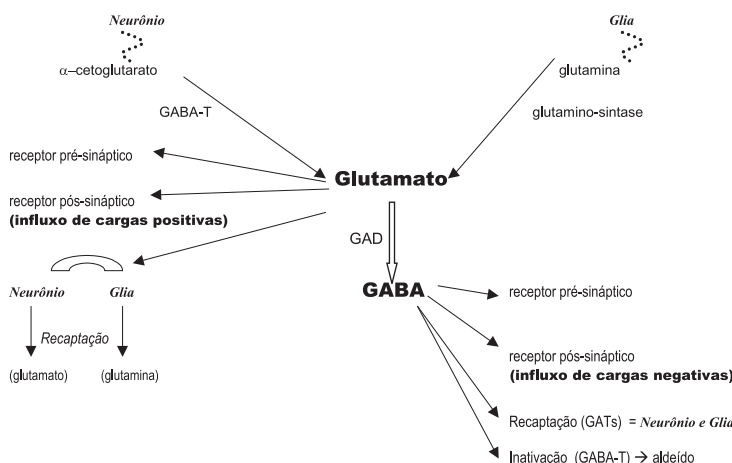 Neurônio
α–cetoglutarato
GABA-T
Glia
glutamina
glutamino-sintase
receptor pré-sináptico
receptor pós-sináptico
(influxo de cargas positivas)
Glutamato
GAD
GABA
Neurônio Glia
Recaptação
(glutamato) (glutamina)
receptor pré-sináptico
receptor pós-sináptico
(influxo de cargas negativas)
Recaptação (GATs) = Neurônio e Glia
Inativação (GABA-T) → aldeído